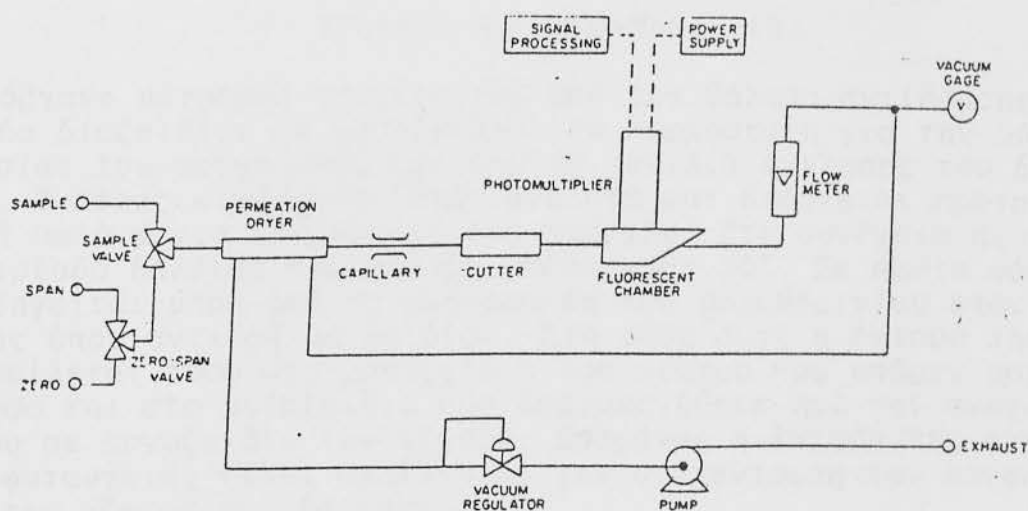 SIGNAL
PROCESSING
POWER
SUPPLY
VACUUM
GAGE
V
PHOTOMULTIPLIER
FLOW
METER
SAMPLE
PERMEATION
DRYER
SAMPLE
VALVE
CAPILLARY
CUTTER
FLUORESCENT
CHAMBER
SPAN
ZERO-SPAN
VALVE
ZERO
EXHAUST
VACUUM
REGULATOR
PUMP